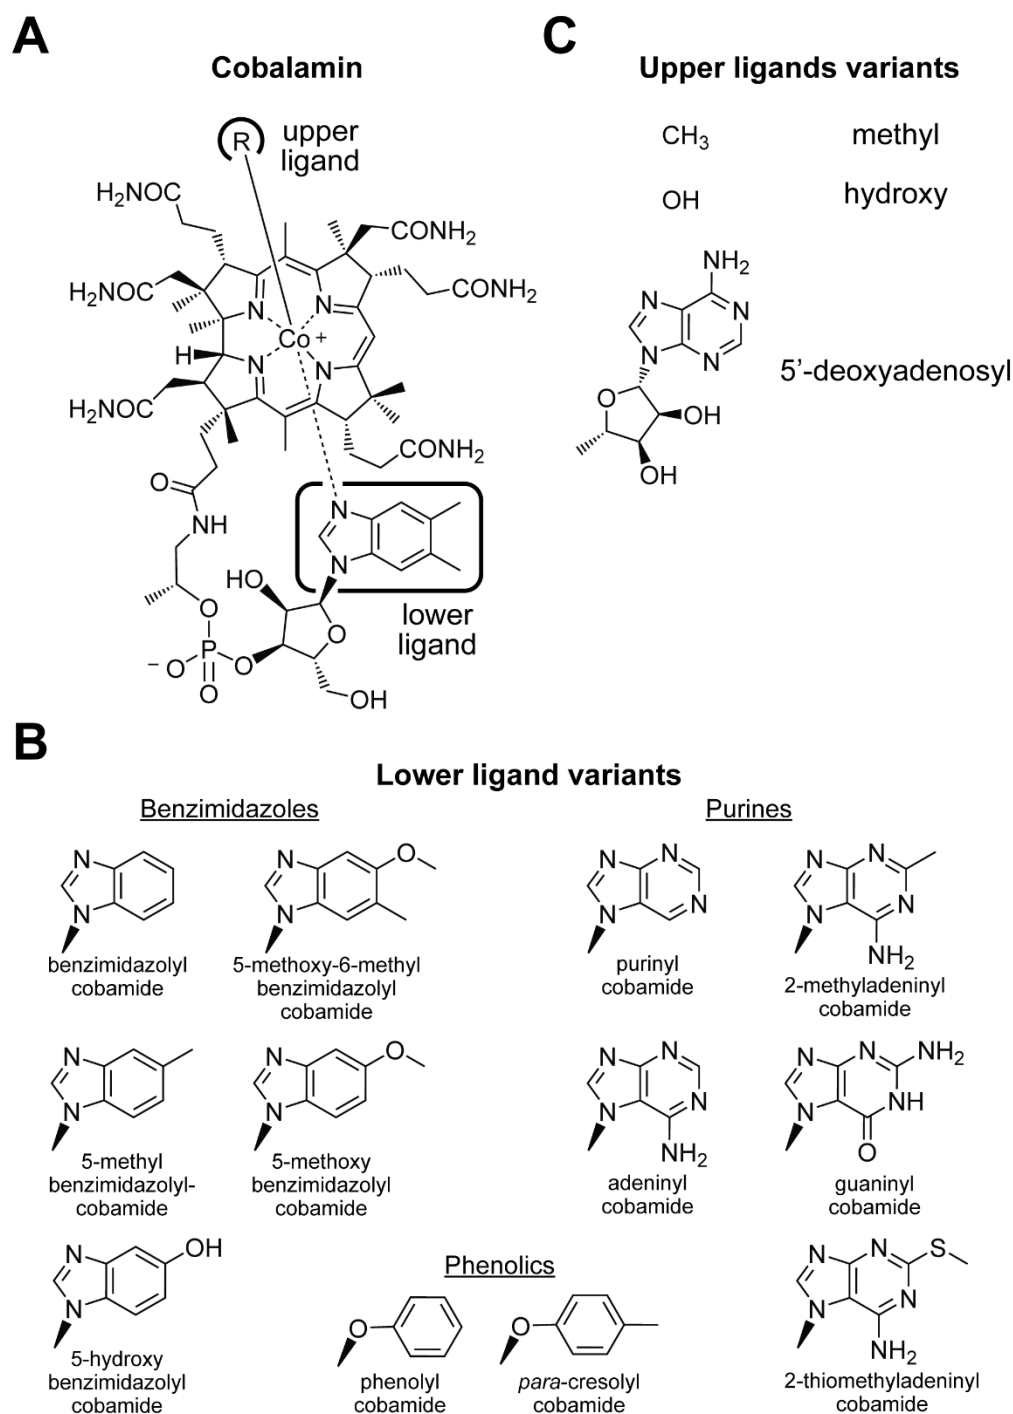 A
Cobalamin
R
upper
ligand
H₂NOC
CONH₂
H₂NOC
CONH₂
N
N
Co⁺
H
N
N
H₂NOC
CONH₂
O
NH
N
N
HO
O
O
lower
ligand
⁻O
P
O
O
OH
C
Upper ligands variants
CH₃ methyl
OH hydroxy
NH₂
N
N
N
N
5'-deoxyadenosyl
O
OH
OH
B
Lower ligand variants
Benzimidazoles
N
N
benzimidazolyl
cobamide
N
O
N
5-methoxy-6-methyl
benzimidazolyl
cobamide
N
N
5-methyl
benzimidazolyl-
cobamide
N
O
N
5-methoxy
benzimidazolyl
cobamide
N
OH
N
5-hydroxy
benzimidazolyl
cobamide
Phenolics
O
phenolyl
cobamide
O
para-cresolyl
cobamide
Purines
N
N
N
N
purinyl
cobamide
N
N
N
N
NH₂
2-methyladeninyl
cobamide
N
N
N
N
NH₂
adeninyl
cobamide
N
N
NH₂
N
NH
O
guaninyl
cobamide
N
N
S
N
N
NH₂
2-thiomethyladeninyl
cobamide